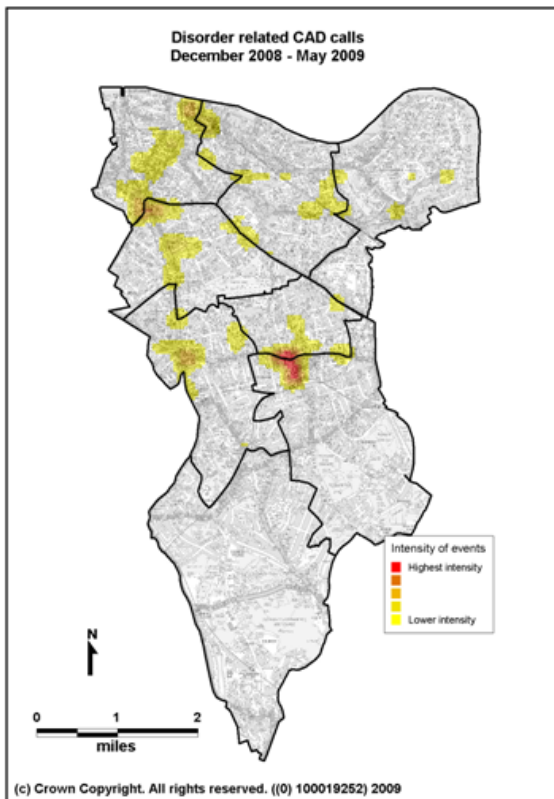 Disorder related CAD calls
December 2008 - May 2009
Intensity of events
Highest intensity
Lower intensity
N
0 1 2
miles
(c) Crown Copyright. All rights reserved. ((0) 100019252) 2009